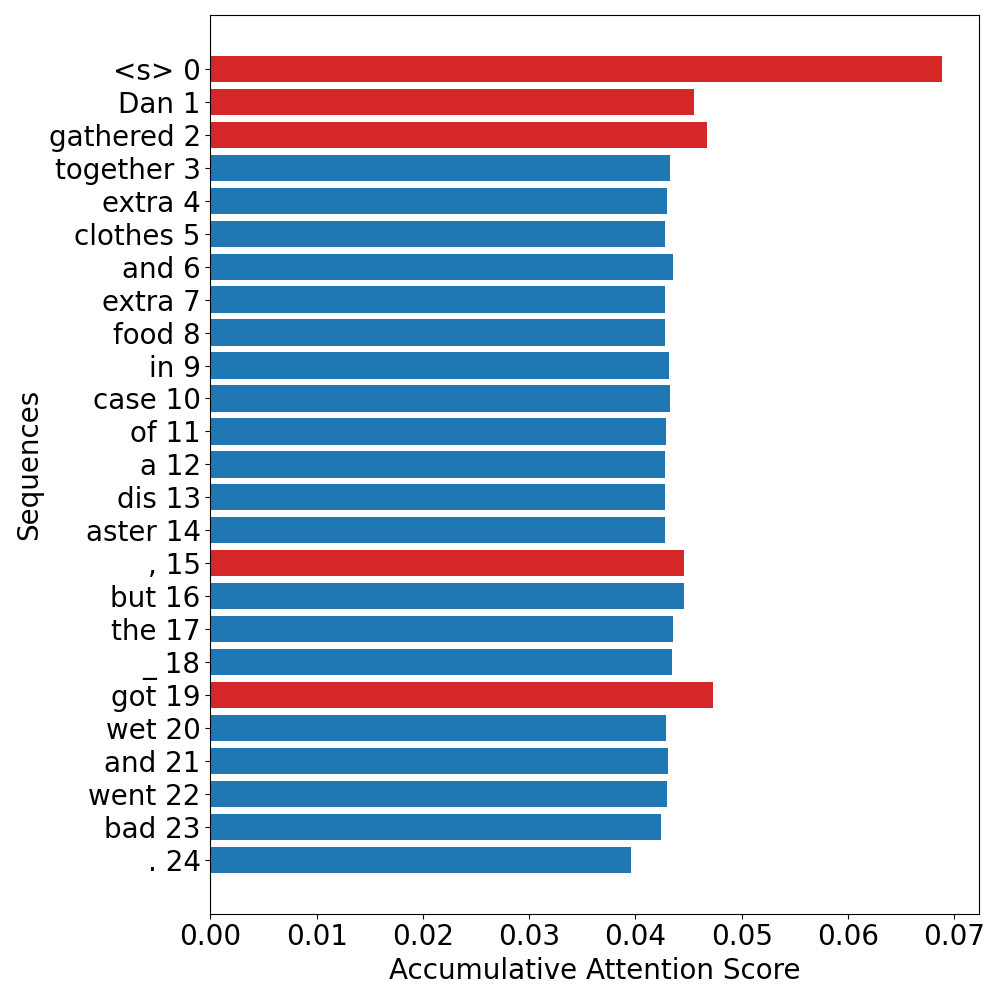 <s> 0
Dan 1
gathered 2
together 3
extra 4
clothes 5
and 6
extra 7
food 8
in 9
case 10
of 11
a 12
dis 13
aster 14
, 15
but 16
the 17
_ 18
got 19
wet 20
and 21
went 22
bad 23
. 24
Sequences
0.00 0.01 0.02 0.03 0.04 0.05 0.06 0.07
Accumulative Attention Score